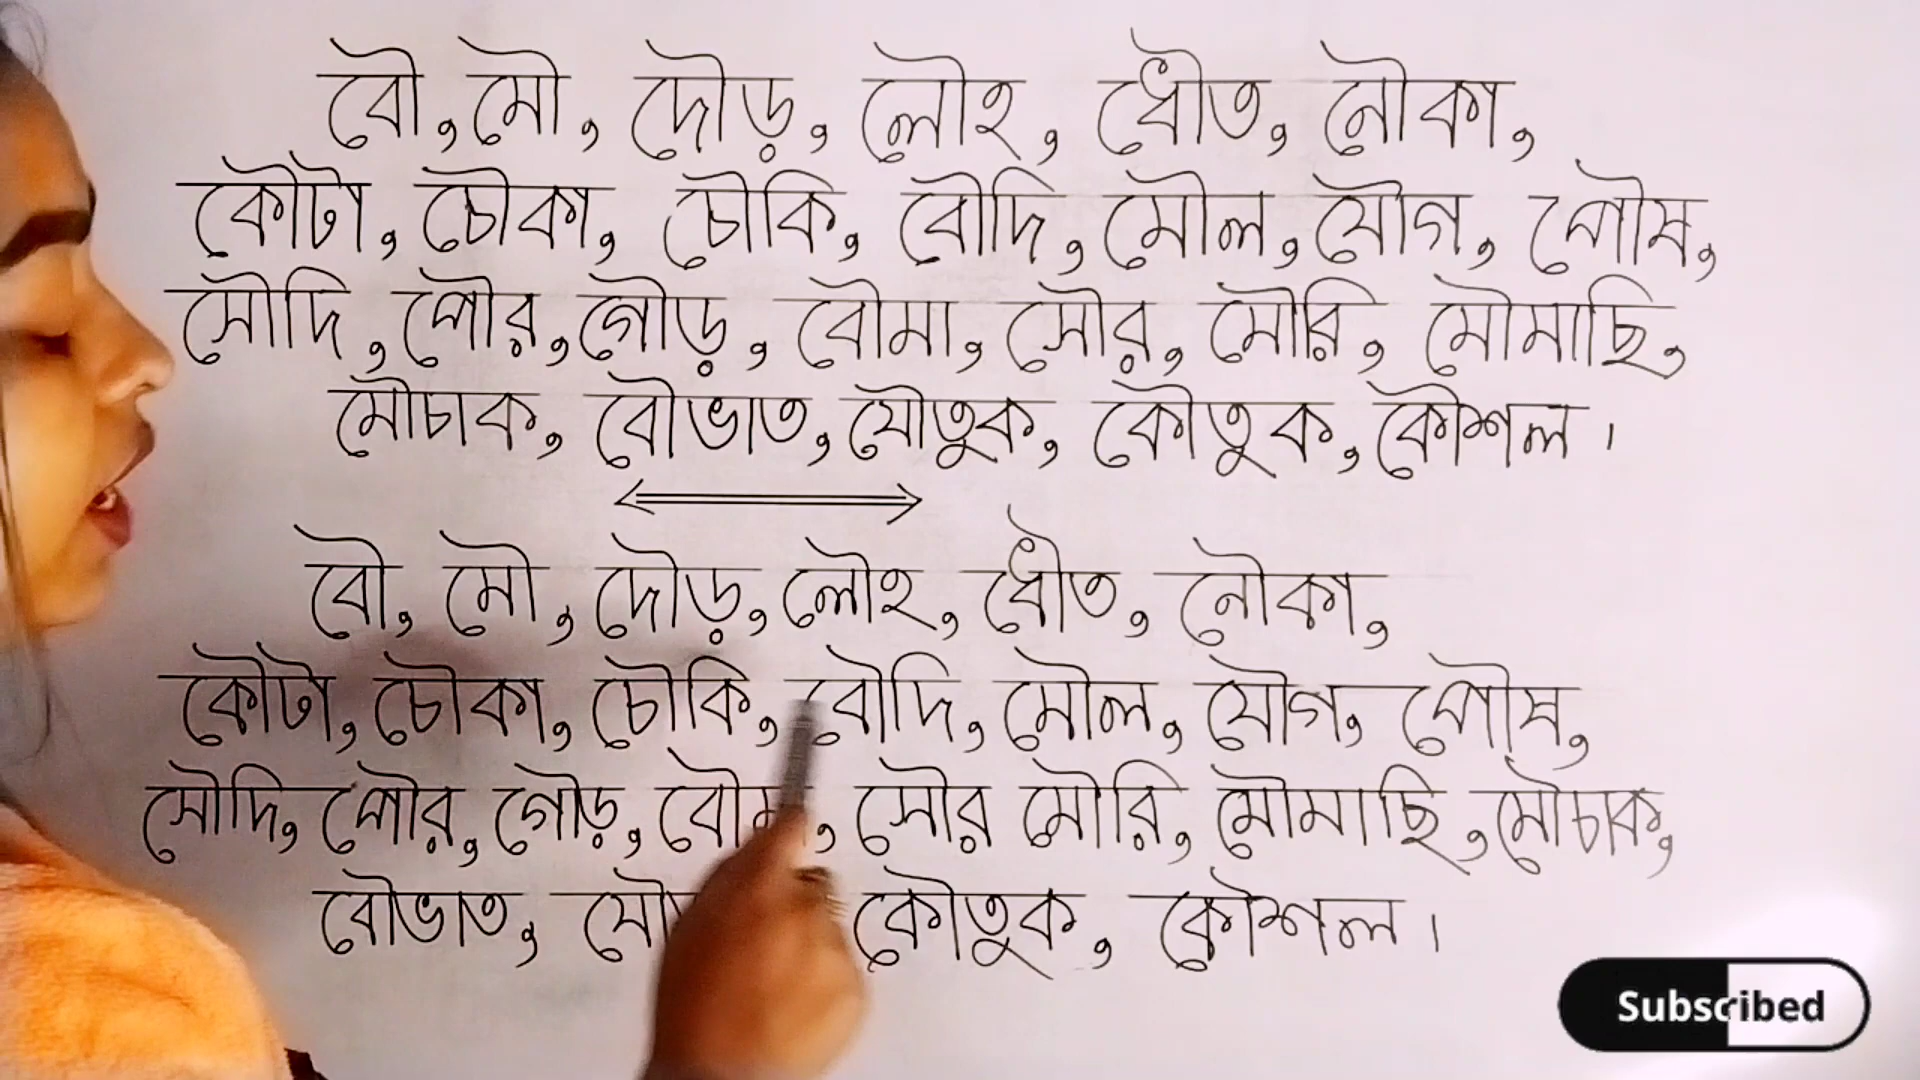 বৌ, মৌ, দৌড়, লৌহ, ধৌত, নৌকা,
কৌটা, চৌকা, চৌকি, বৌদি, মৌল, যৌগ, পৌষ,
সৌদি, পৌর, গৌড়, বৌমা, সৌর, মৌরি, মৌমাছি,
মৌচাক, বৌভাত, যৌতুক, কৌতুক, কৌশল।
বৌ, মৌ, দৌড়, লৌহ, ধৌত, নৌকা,
কৌটা, চৌকা, চৌকি, বৌদি, মৌল, যৌগ, পৌষ,
সৌদি, পৌর, গৌড়, সৌর মৌরি, মৌমাছি, মৌচাক,
বৌভাত, কৌতুক, কৌশল।
Subscribed